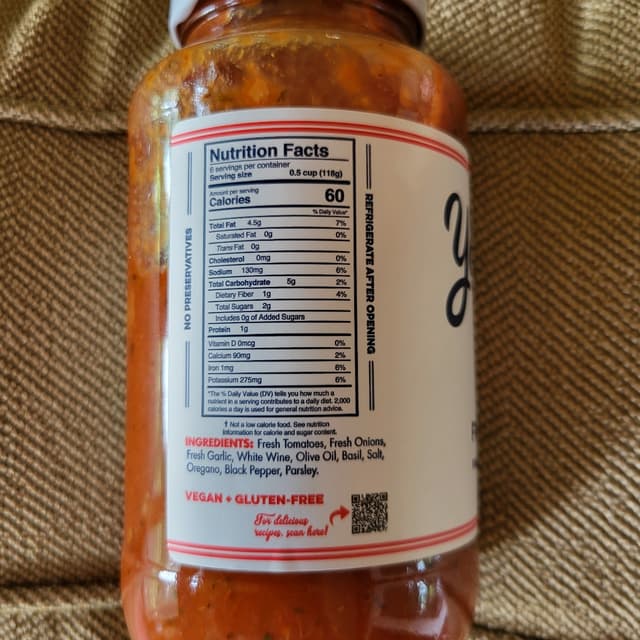 Nutrition Facts
6 servings per container
Serving size 0.5 cup (118g)
Amount per serving
Calories 60
% Daily Value*
Total Fat 4.5g 7%
Saturated Fat 0g 0%
Trans Fat 0g
Cholesterol 0mg 0%
Sodium 130mg 6%
Total Carbohydrate 5g 2%
Dietary Fiber 1g 4%
Total Sugars 2g
Includes 0g of Added Sugars
Protein 1g
Vitamin D 0mcg 0%
Calcium 90mg 2%
Iron 1mg 6%
Potassium 275mg 6%
*The % Daily Value (DV) tells you how much a
nutrient in a serving contributes to a daily diet. 2,000
calories a day is used for general nutrition advice.
NO PRESERVATIVES
REFRIGERATE AFTER OPENING
† Not a low calorie food. See nutrition
information for calorie and sugar content.
INGREDIENTS: Fresh Tomatoes, Fresh Onions,
Fresh Garlic, White Wine, Olive Oil, Basil, Salt,
Oregano, Black Pepper, Parsley.
VEGAN + GLUTEN-FREE
For delicious
recipes, scan here!